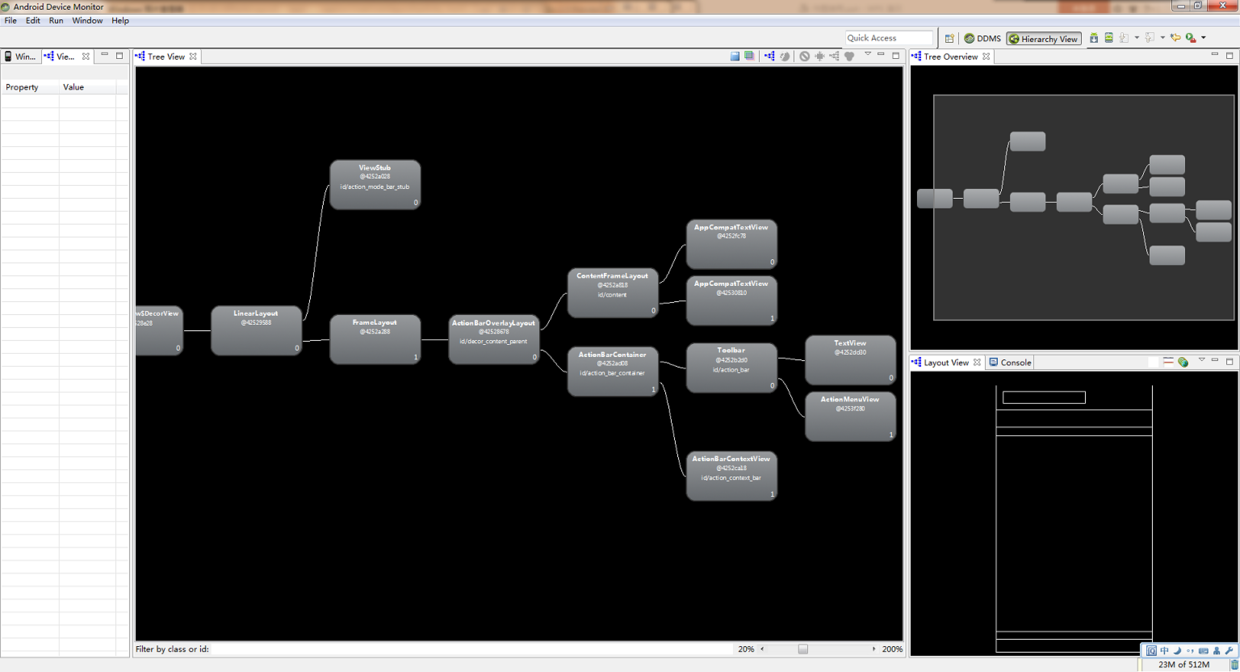 Android Device Monitor
File Edit Run Window Help
Quick Access
DDMS
Hierarchy View
Win...
Vie...
Property Value
Tree View
ViewStub
@4252a028
id/action_mode_bar_stub
0
wSDecorView
0
LinearLayout
@42529588
0
FrameLayout
@4252a288
1
ActionBarOverlayLayout
@42528678
id/decor_content_parent
0
ContentFrameLayout
@4252a818
id/content
0
ActionBarContainer
@4252ad08
id/action_bar_container
1
AppCompatTextView
@4252fc78
0
AppCompatTextView
@42530810
1
Toolbar
@4252b2d0
id/action_bar
0
ActionBarContextView
@4252ca18
id/action_context_bar
1
TextView
@4252dd10
0
ActionMenuView
@4253f280
1
Filter by class or id:
20%
200%
Tree Overview
Layout View
Console
中
23M of 512M